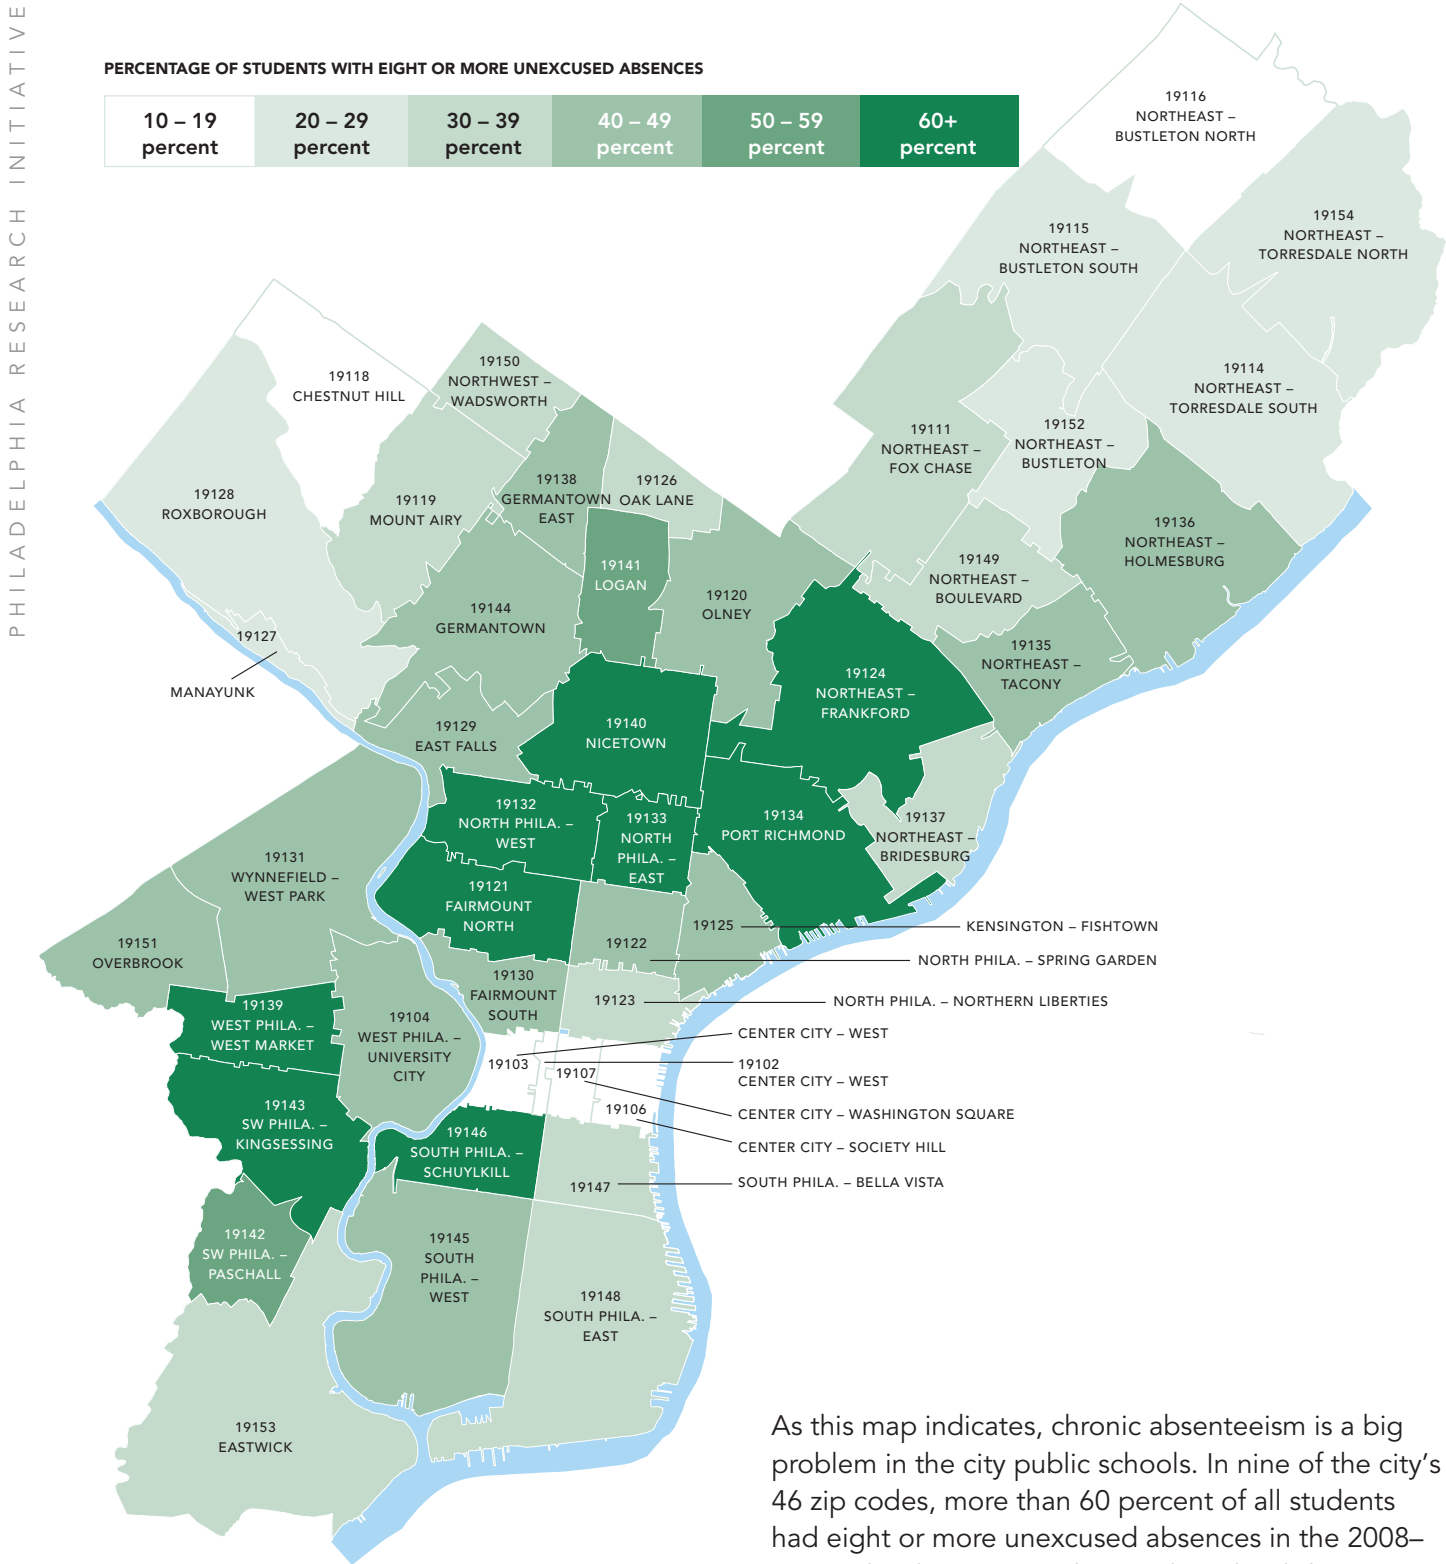 PHILADELPHIA RESEARCH INITIATIVE
PERCENTAGE OF STUDENTS WITH EIGHT OR MORE UNEXCUSED ABSENCES
10 – 19
percent
20 – 29
percent
30 – 39
percent
40 – 49
percent
50 – 59
percent
60+
percent
19116
NORTHEAST –
BUSTLETON NORTH
19154
NORTHEAST –
TORRESDALE NORTH
19115
NORTHEAST –
BUSTLETON SOUTH
19114
NORTHEAST –
TORRESDALE SOUTH
19118
CHESTNUT HILL
19150
NORTHWEST –
WADSWORTH
19111
NORTHEAST –
FOX CHASE
19152
NORTHEAST –
BUSTLETON
19128
ROXBOROUGH
19119
MOUNT AIRY
19138
GERMANTOWN
EAST
19126
OAK LANE
19136
NORTHEAST –
HOLMESBURG
19149
NORTHEAST –
BOULEVARD
19141
LOGAN
19120
OLNEY
19144
GERMANTOWN
19127
MANAYUNK
19135
NORTHEAST –
TACONY
19124
NORTHEAST –
FRANKFORD
19129
EAST FALLS
19140
NICETOWN
19132
NORTH PHILA. –
WEST
19133
NORTH
PHILA. –
EAST
19134
PORT RICHMOND
19137
NORTHEAST –
BRIDESBURG
19131
WYNNEFIELD –
WEST PARK
19121
FAIRMOUNT
NORTH
19151
OVERBROOK
19125
KENSINGTON – FISHTOWN
19122
NORTH PHILA. – SPRING GARDEN
19130
FAIRMOUNT
SOUTH
19123
NORTH PHILA. – NORTHERN LIBERTIES
19139
WEST PHILA. –
WEST MARKET
19104
WEST PHILA. –
UNIVERSITY
CITY
19103
CENTER CITY – WEST
19102
CENTER CITY – WEST
19107
CENTER CITY – WASHINGTON SQUARE
19106
CENTER CITY – SOCIETY HILL
19143
SW PHILA. –
KINGSESSING
19146
SOUTH PHILA. –
SCHUYLKILL
19147
SOUTH PHILA. – BELLA VISTA
19142
SW PHILA. –
PASCHALL
19145
SOUTH
PHILA. –
WEST
19148
SOUTH PHILA. –
EAST
19153
EASTWICK
As this map indicates, chronic absenteeism is a big
problem in the city public schools. In nine of the city’s
46 zip codes, more than 60 percent of all students
had eight or more unexcused absences in the 2008–